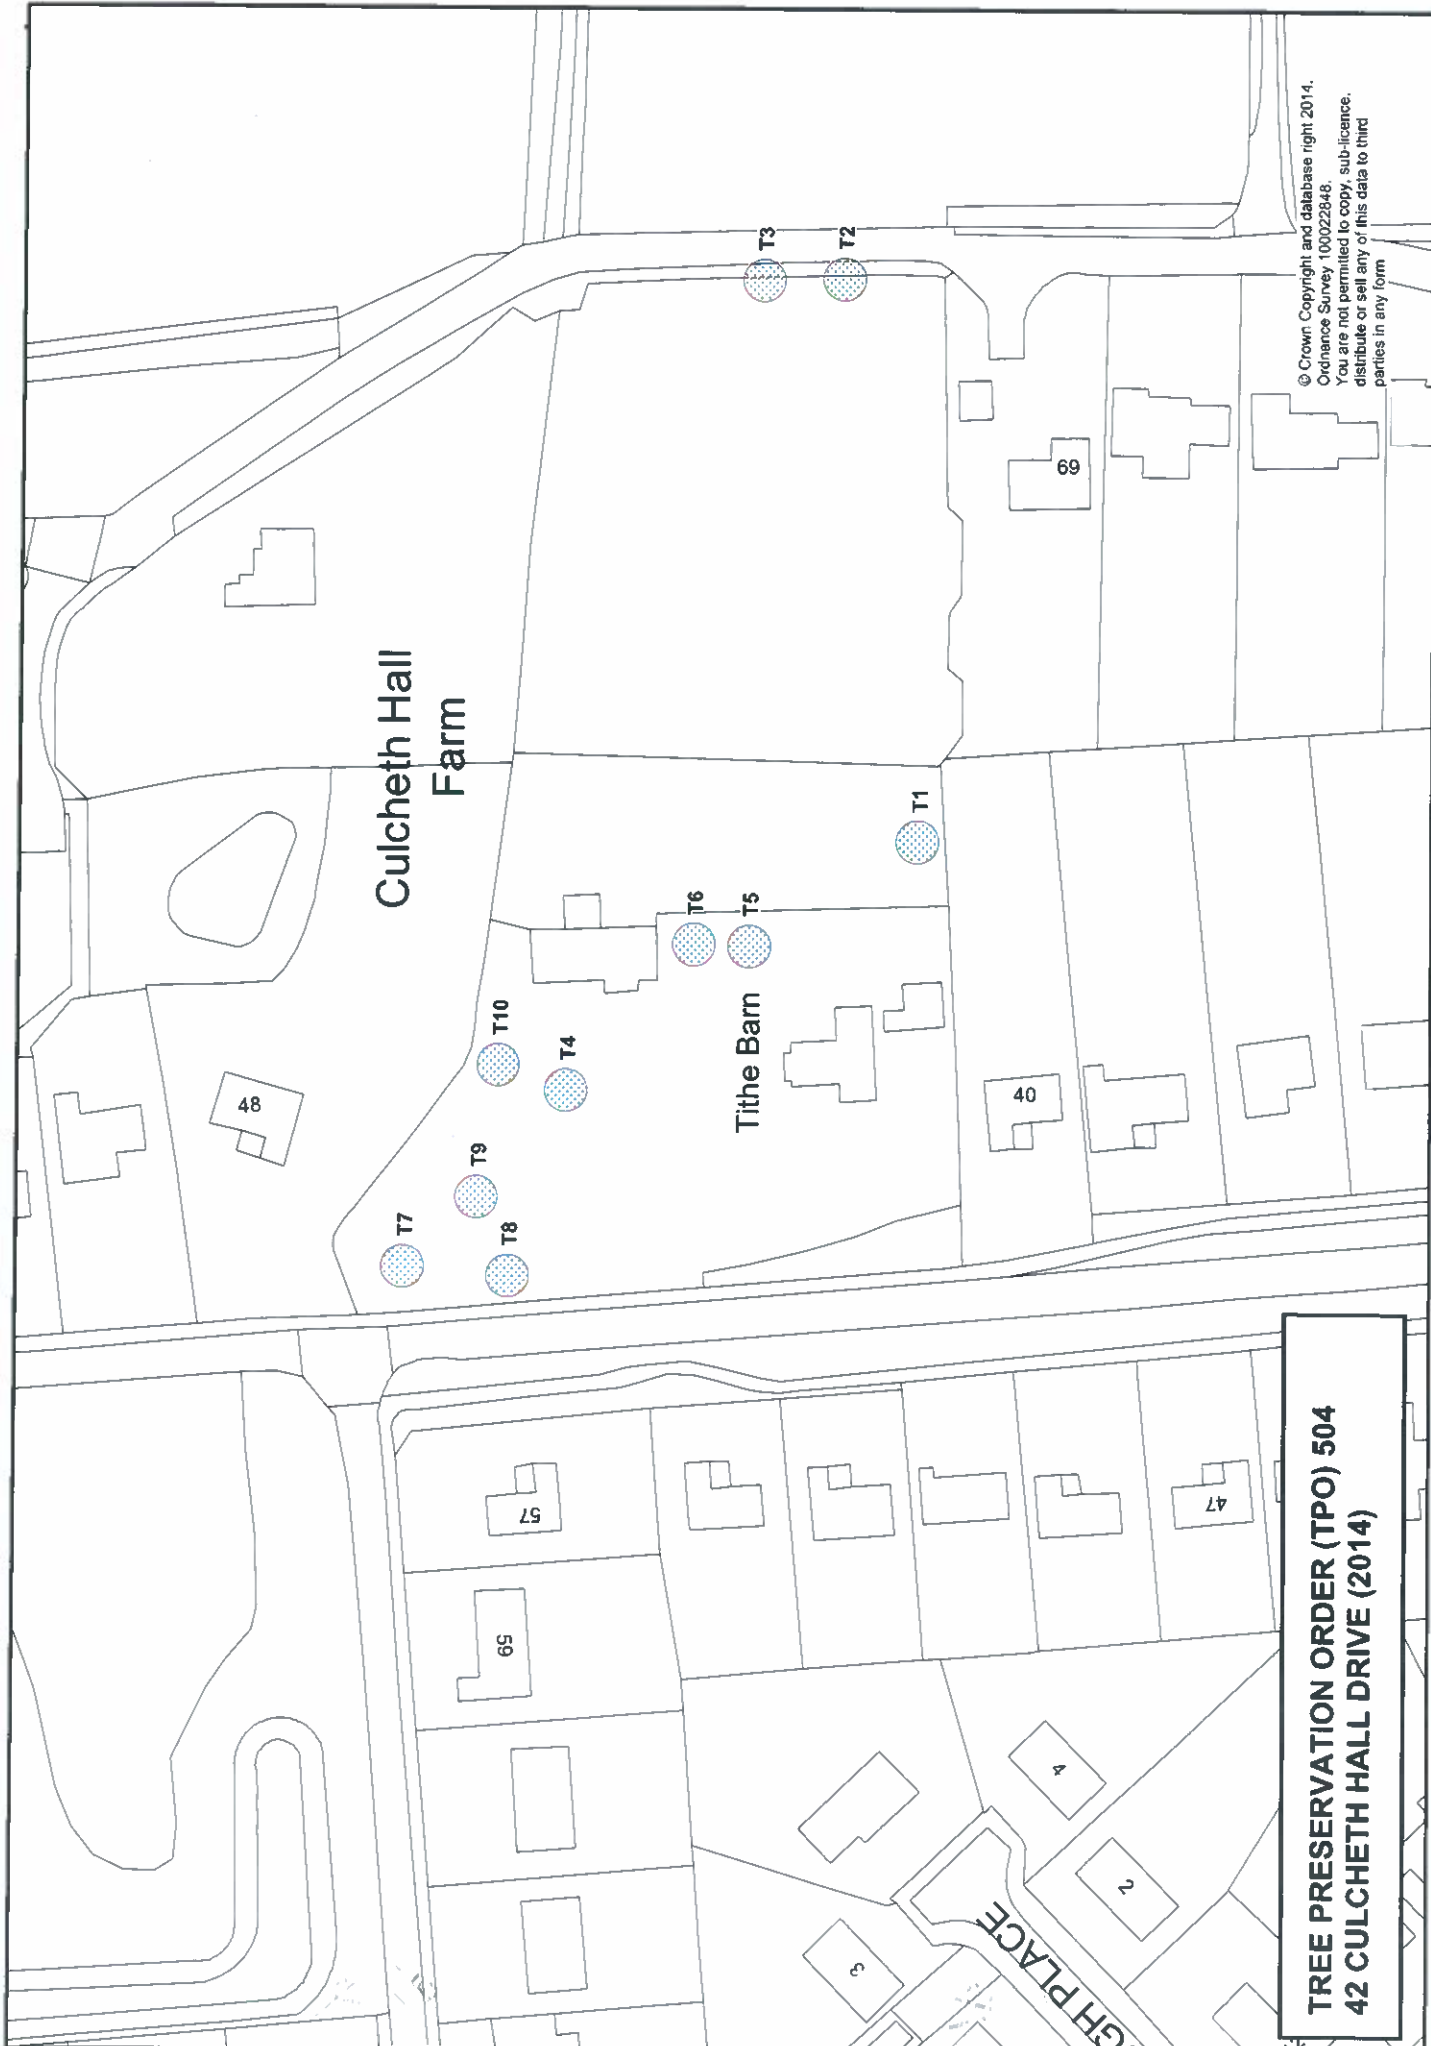 © Crown Copyright and database right 2014.
Ordnance Survey 100022848.
You are not permitted to copy, sub-licence,
distribute or sell any of this data to third
parties in any form
T3
T2
69
Culcheth Hall
Farm
T1
T6
T5
T10
T4
Tithe Barn
48
40
T9
T7
T8
57
47
59
4
2
3
GH PLACE
TREE PRESERVATION ORDER (TPO) 504
42 CULCHETH HALL DRIVE (2014)